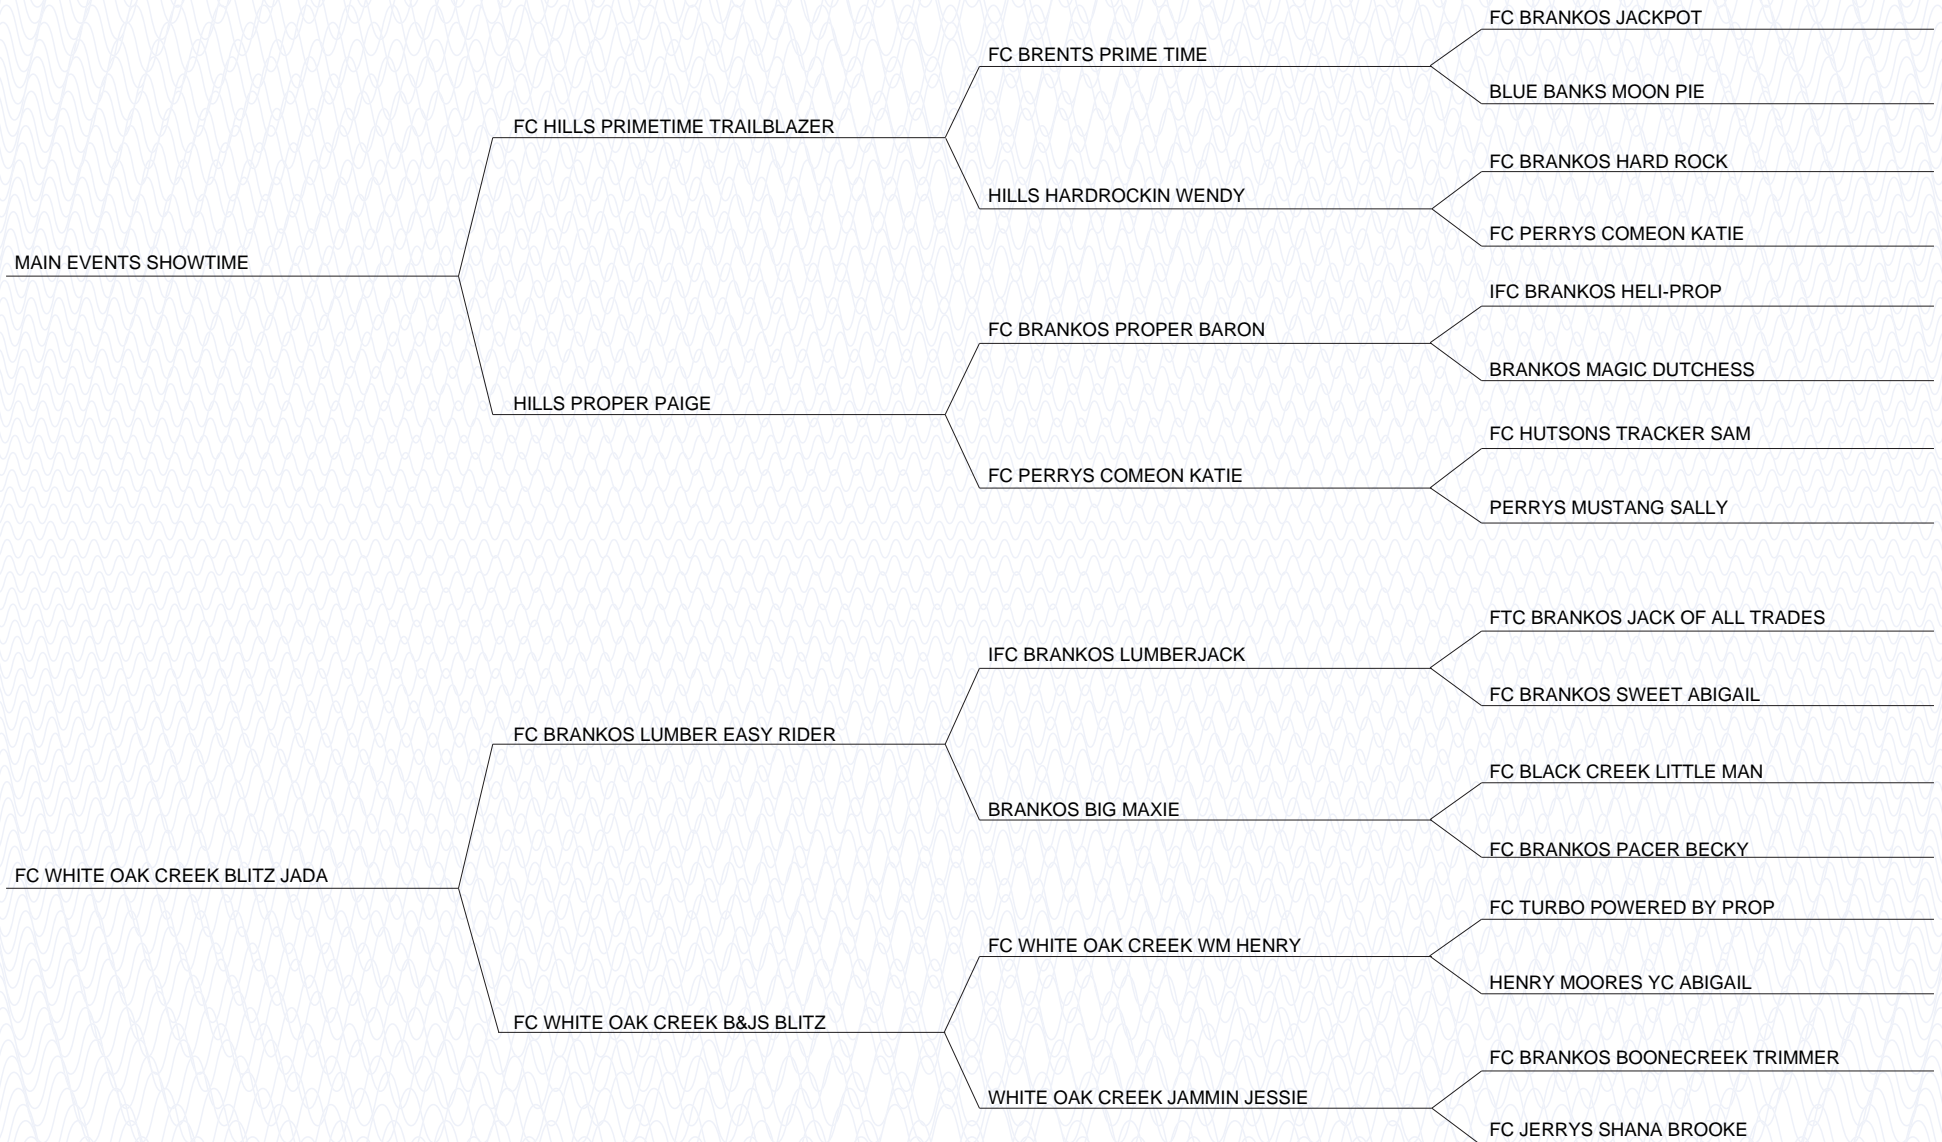 FC BRANKOS JACKPOT
FC BRENTS PRIME TIME
BLUE BANKS MOON PIE
FC HILLS PRIMETIME TRAILBLAZER
FC BRANKOS HARD ROCK
HILLS HARDROCKIN WENDY
FC PERRYS COMEON KATIE
MAIN EVENTS SHOWTIME
IFC BRANKOS HELI-PROP
FC BRANKOS PROPER BARON
BRANKOS MAGIC DUTCHESS
HILLS PROPER PAIGE
FC HUTSONS TRACKER SAM
FC PERRYS COMEON KATIE
PERRYS MUSTANG SALLY
FTC BRANKOS JACK OF ALL TRADES
IFC BRANKOS LUMBERJACK
FC BRANKOS SWEET ABIGAIL
FC BRANKOS LUMBER EASY RIDER
FC BLACK CREEK LITTLE MAN
BRANKOS BIG MAXIE
FC BRANKOS PACER BECKY
FC WHITE OAK CREEK BLITZ JADA
FC TURBO POWERED BY PROP
FC WHITE OAK CREEK WM HENRY
HENRY MOORES YC ABIGAIL
FC WHITE OAK CREEK B&JS BLITZ
FC BRANKOS BOONECREEK TRIMMER
WHITE OAK CREEK JAMMIN JESSIE
FC JERRYS SHANA BROOKE